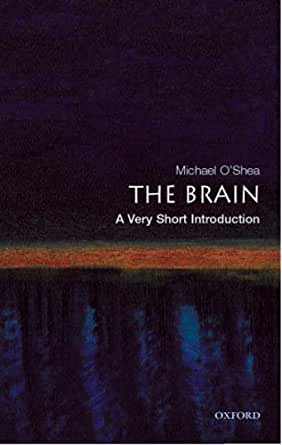 Michael O'Shea
THE BRAIN
A Very Short Introduction
OXFORD